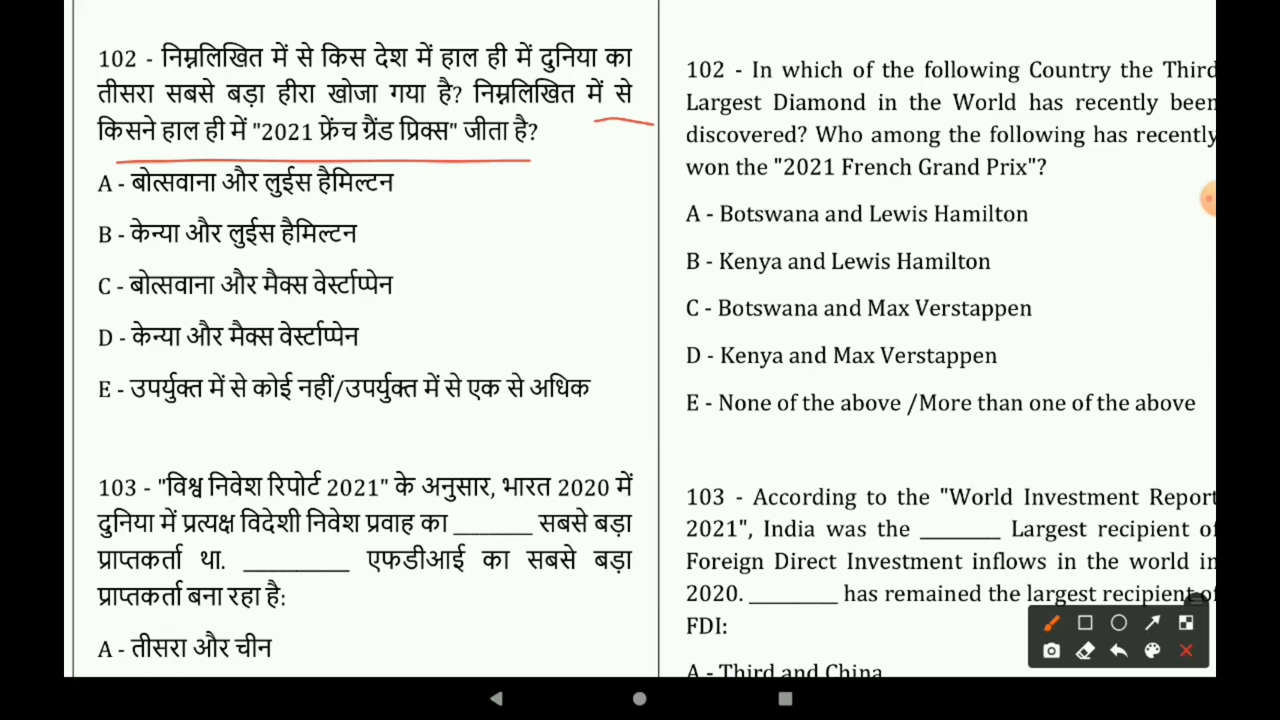 102 - निम्नलिखित में से किस देश में हाल ही में दुनिया का
तीसरा सबसे बड़ा हीरा खोजा गया है? निम्नलिखित में से
किसने हाल ही में "2021 फ्रेंच ग्रैंड प्रिक्स" जीता है?
A - बोत्सवाना और लुईस हैमिल्टन
B - केन्या और लुईस हैमिल्टन
C - बोत्सवाना और मैक्स वेर्स्टाप्पेन
D - केन्या और मैक्स वेर्स्टाप्पेन
E - उपर्युक्त में से कोई नहीं/उपर्युक्त में से एक से अधिक
103 - "विश्व निवेश रिपोर्ट 2021" के अनुसार, भारत 2020 में
दुनिया में प्रत्यक्ष विदेशी निवेश प्रवाह का _______ सबसे बड़ा
प्राप्तकर्ता था. _________ एफडीआई का सबसे बड़ा
प्राप्तकर्ता बना रहा है:
A - तीसरा और चीन
102 - In which of the following Country the Third
Largest Diamond in the World has recently been
discovered? Who among the following has recently
won the "2021 French Grand Prix"?
A - Botswana and Lewis Hamilton
B - Kenya and Lewis Hamilton
C - Botswana and Max Verstappen
D - Kenya and Max Verstappen
E - None of the above /More than one of the above
103 - According to the "World Investment Report
2021", India was the _______ Largest recipient of
Foreign Direct Investment inflows in the world in
2020. ________ has remained the largest recipient of
FDI:
A - Third and China